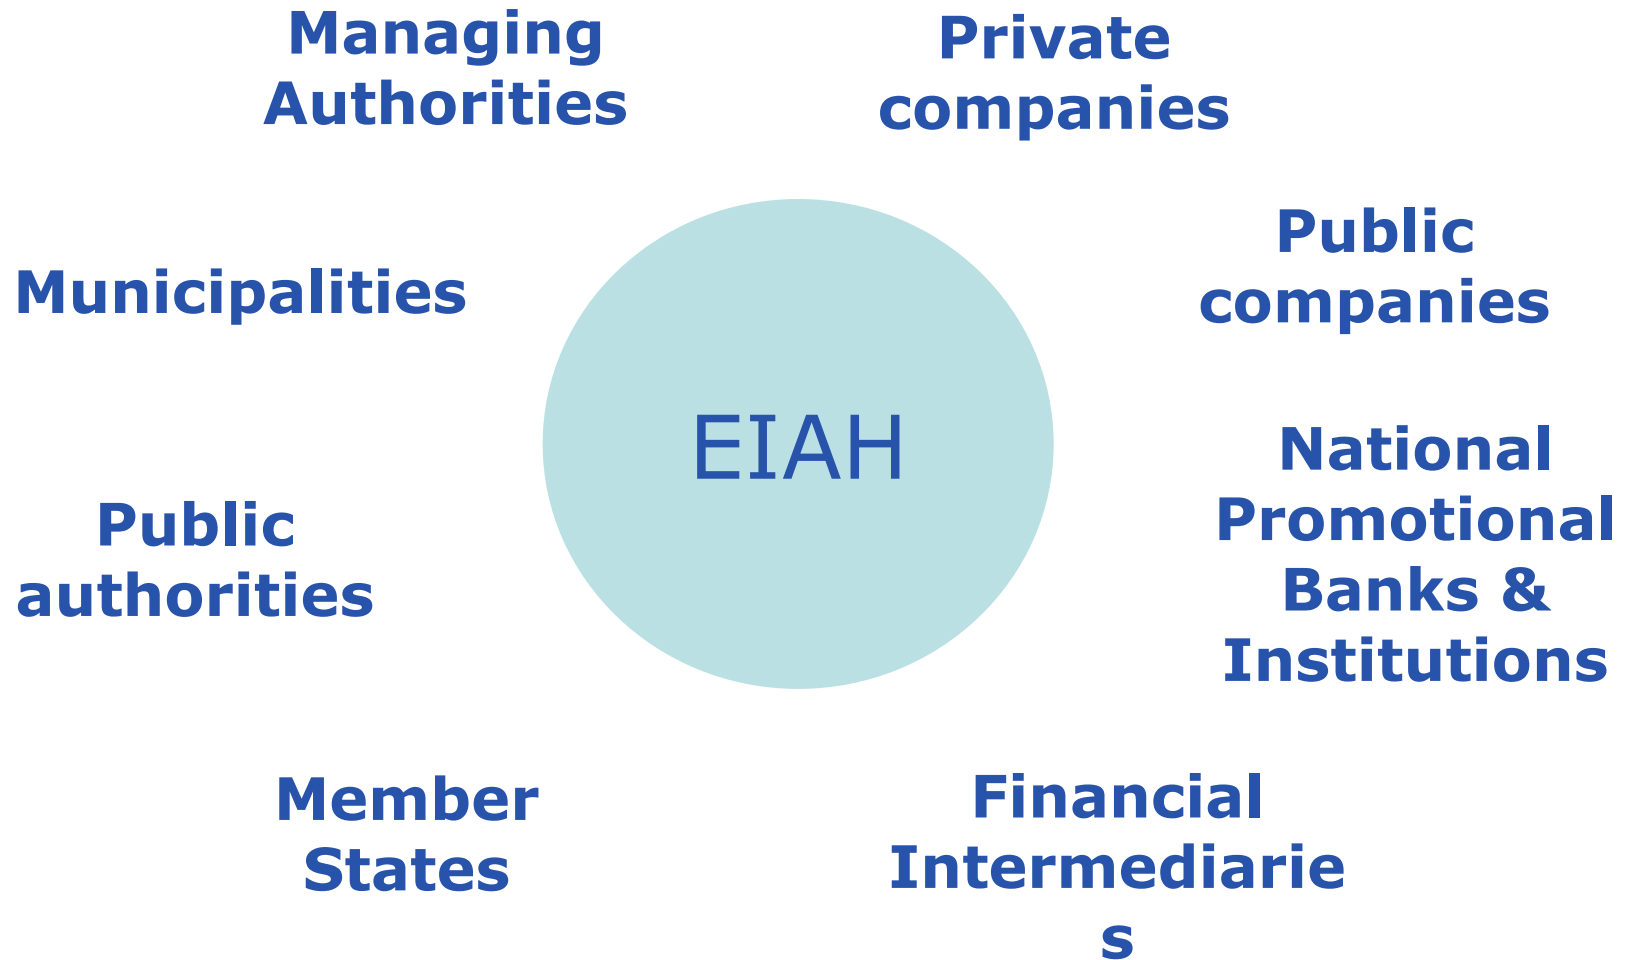 Managing
Authorities
Private
companies
Municipalities
Public
companies
EIAH
Public
authorities
National
Promotional
Banks &
Institutions
Member
States
Financial
Intermediarie
s